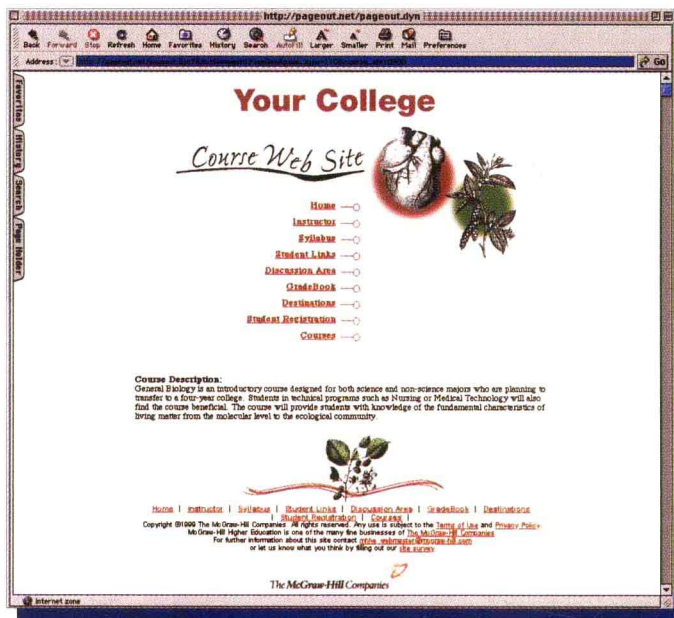 http://pageout.net/pageout.dyn
Back Forward Stop Refresh Home Favorites History Search AutoFill Larger Smaller Print Mail Preferences
Address: Go
Favorites
History
Search
Page Holder
Your College
Course Web Site
Home
Instructor
Syllabus
Student Links
Discussion Area
GradeBook
Destinations
Student Registration
Courses
Course Description:
General Biology is an introductory course designed for both science and non-science majors who are planning to
transfer to a four-year college. Students in technical programs such as Nursing or Medical Technology will also
find the course beneficial. The course will provide students with knowledge of the fundamental characteristics of
living matter from the molecular level to the ecological community.
Home | Instructor | Syllabus | Student Links | Discussion Area | GradeBook | Destinations
| Student Registration | Courses |
Copyright ©1999 The McGraw-Hill Companies. All rights reserved. Any use is subject to the Terms of Use and Privacy Policy.
McGraw-Hill Higher Education is one of the many fine businesses of The McGraw-Hill Companies
For further information about this site contact mhhe_webmaster@mcgraw-hill.com
or let us know what you think by filling out our site survey
The McGraw-Hill Companies
Internet zone